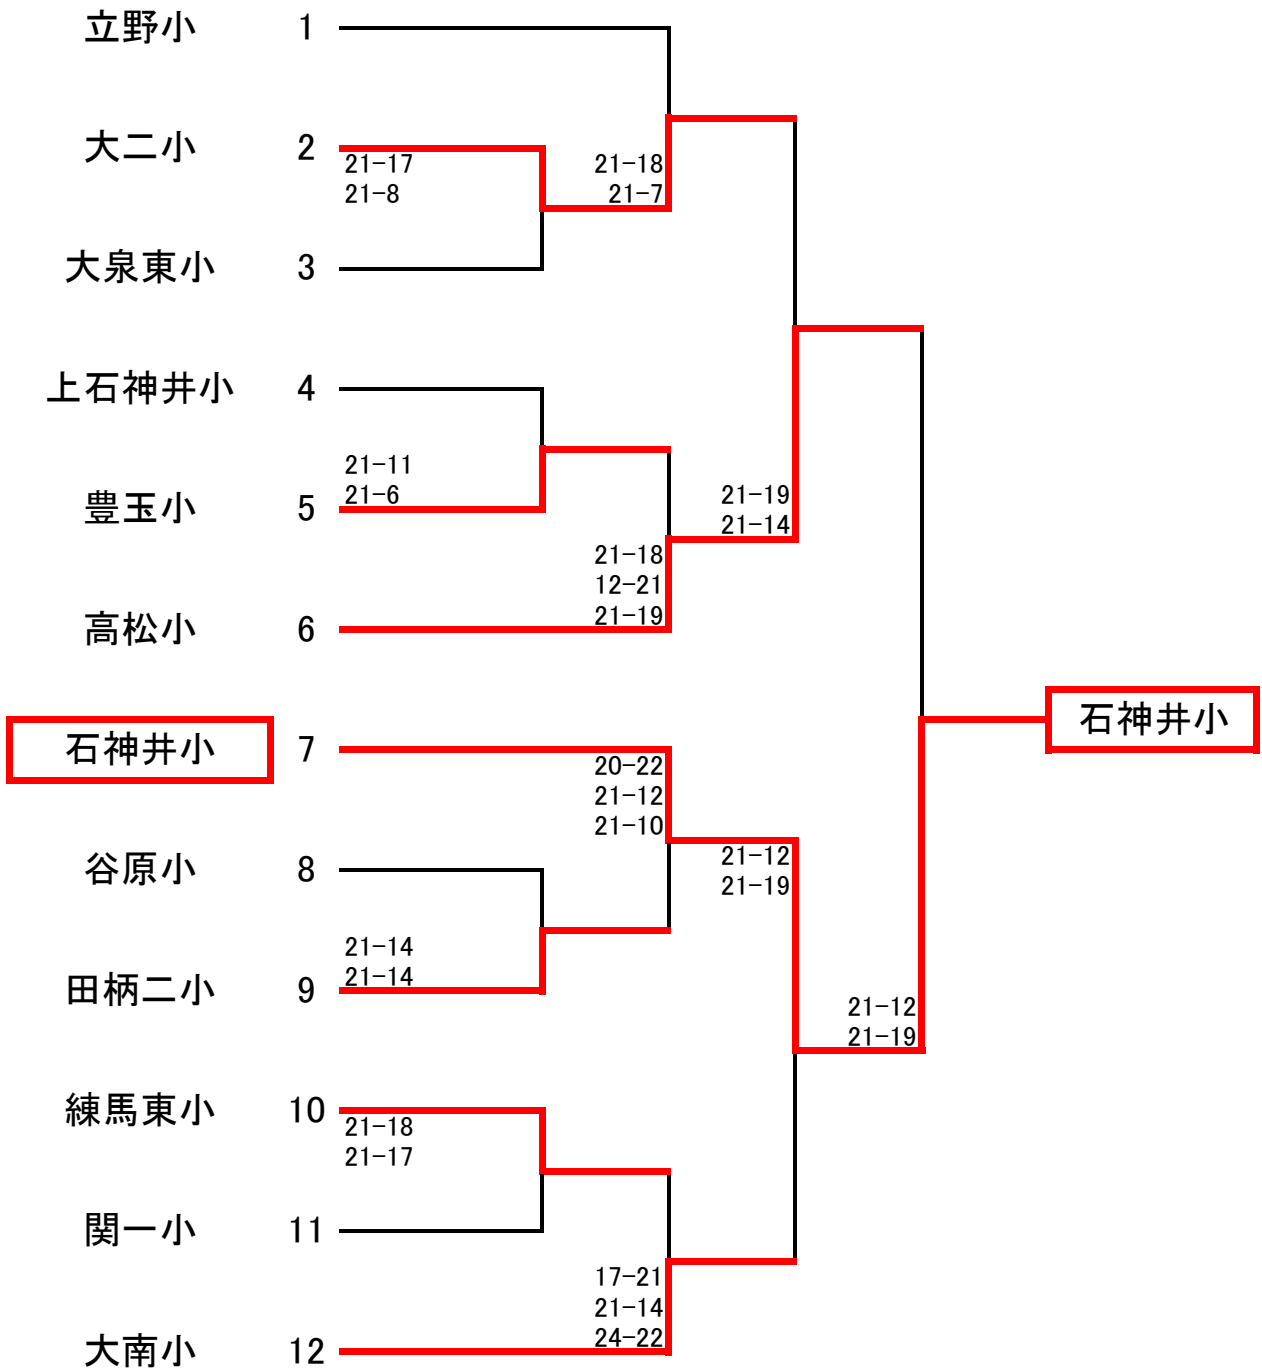 立野小 1
大二小 2
21-17
21-8
21-18
21-7
大泉東小 3
上石神井小 4
21-11
21-6
豊玉小 5
21-19
21-14
21-18
12-21
21-19
高松小 6
石神井小 7
石神井小
20-22
21-12
21-10
21-12
21-19
谷原小 8
21-14
21-14
田柄二小 9
21-12
21-19
練馬東小 10
21-18
21-17
関一小 11
17-21
21-14
24-22
大南小 12